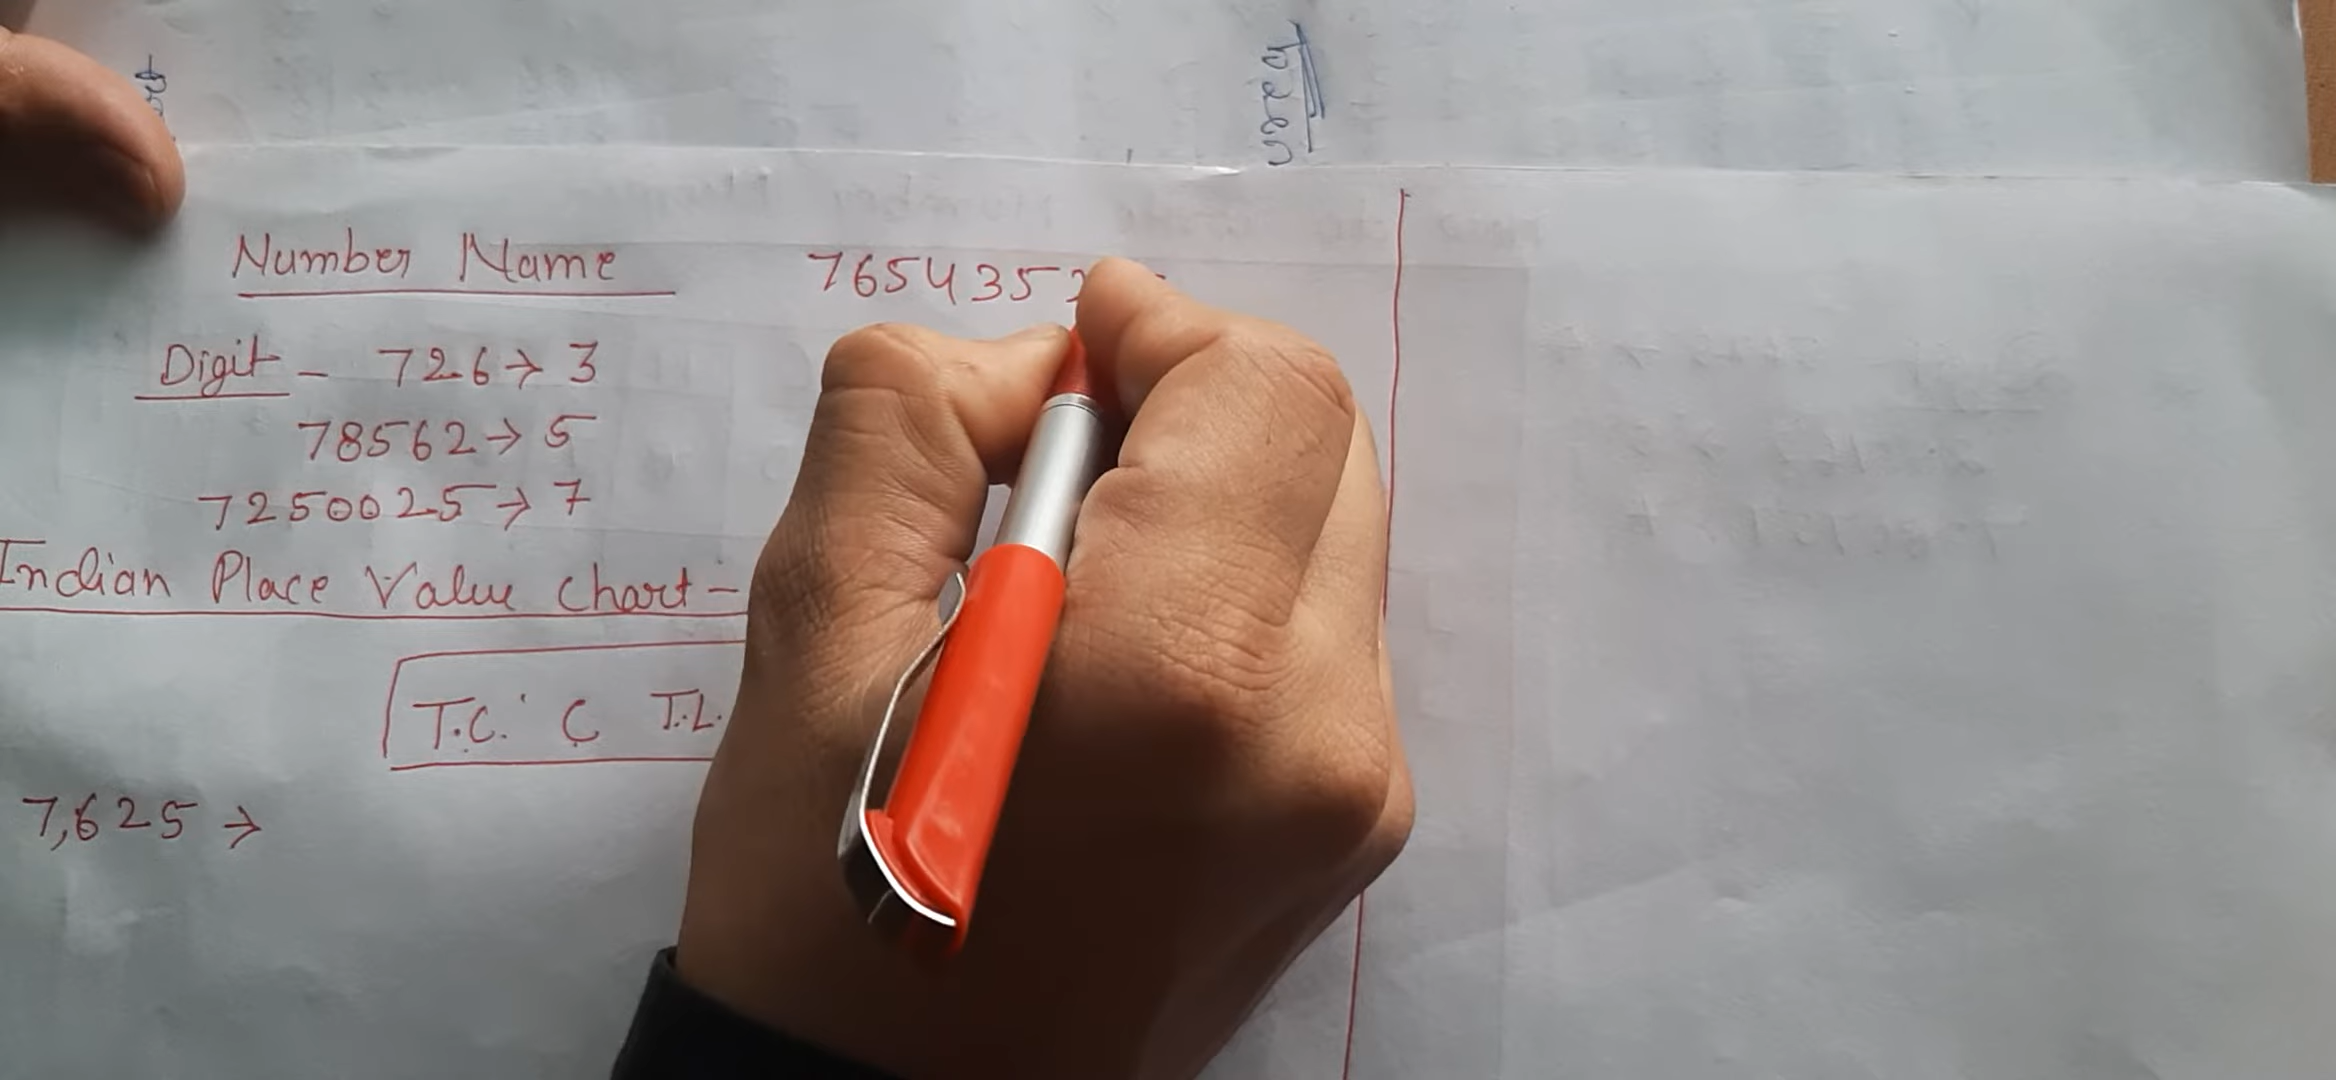 Number Name 765435
Digit - 726→ 3
78562→ 5
7250025→ 7
Indian Place Value Chart -
T.C. C T.L.
7,625 →